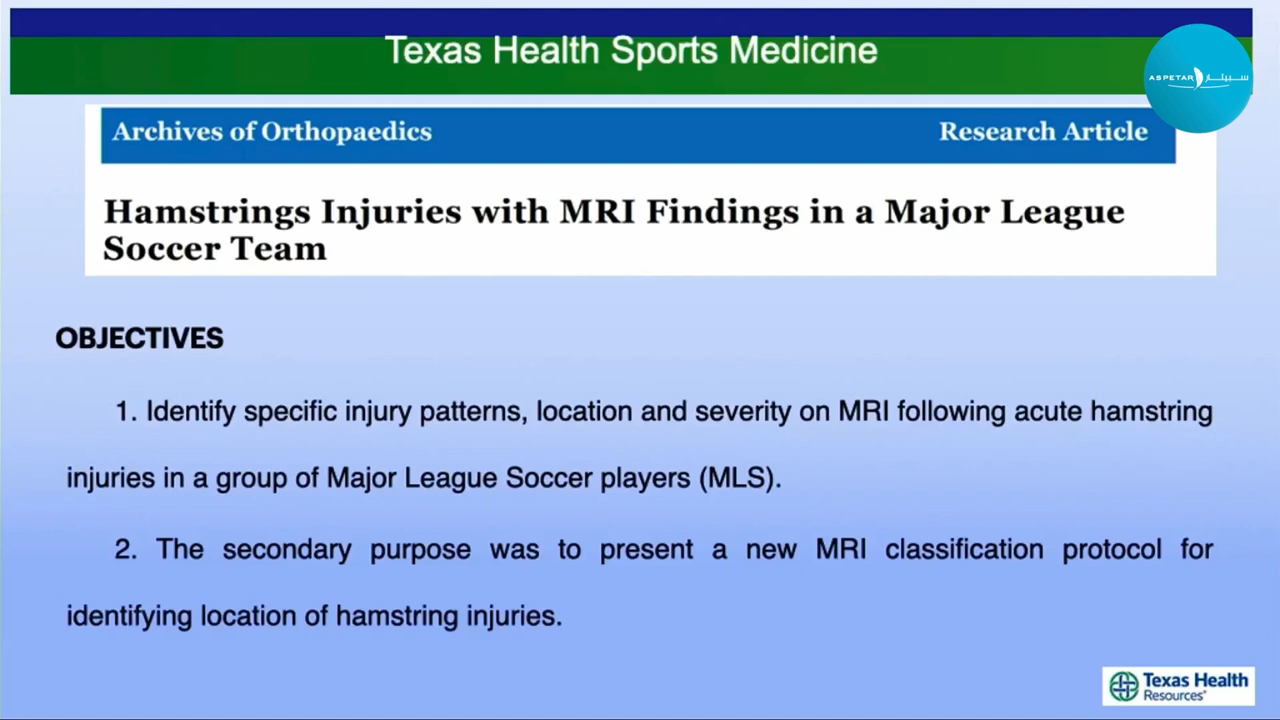 Texas Health Sports Medicine
ASPETAR سبيتار
Archives of Orthopaedics Research Article
Hamstrings Injuries with MRI Findings in a Major League
Soccer Team
OBJECTIVES
1. Identify specific injury patterns, location and severity on MRI following acute hamstring
injuries in a group of Major League Soccer players (MLS).
2. The secondary purpose was to present a new MRI classification protocol for
identifying location of hamstring injuries.
Texas Health
Resources®